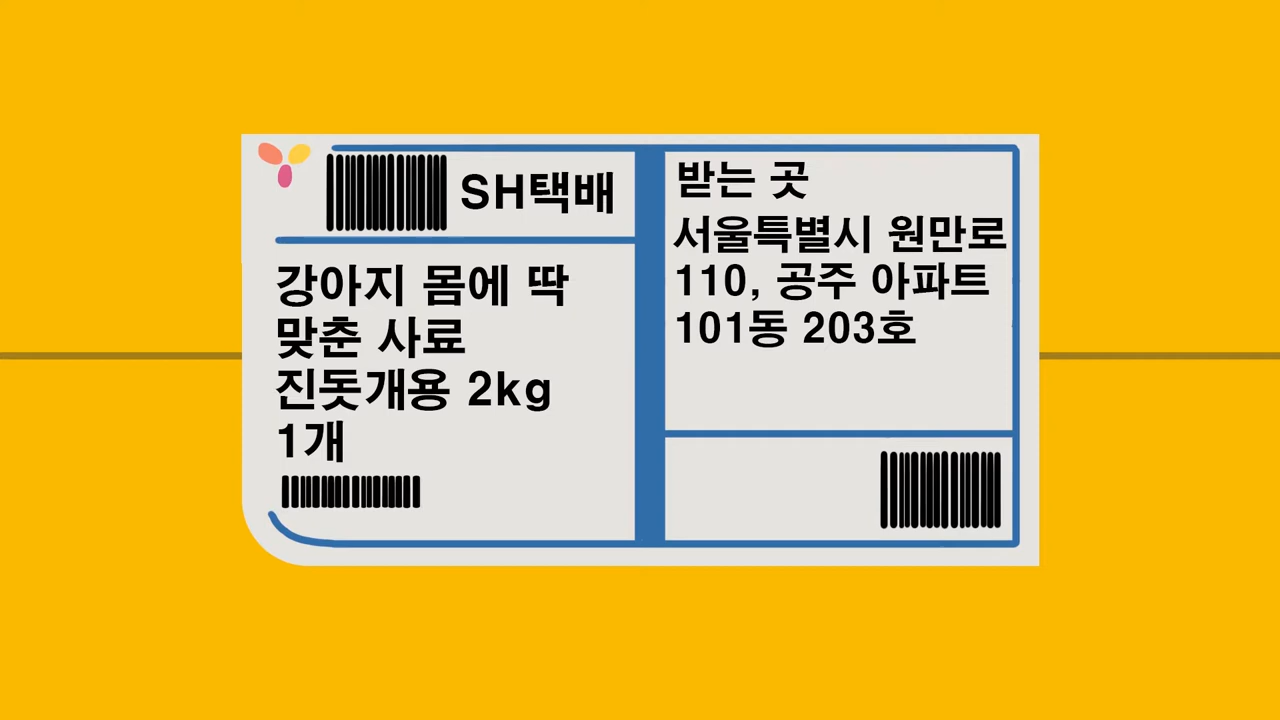 SH택배
강아지 몸에 딱
맞춘 사료
진돗개용 2kg
1개
받는 곳
서울특별시 원만로
110, 공주 아파트
101동 203호